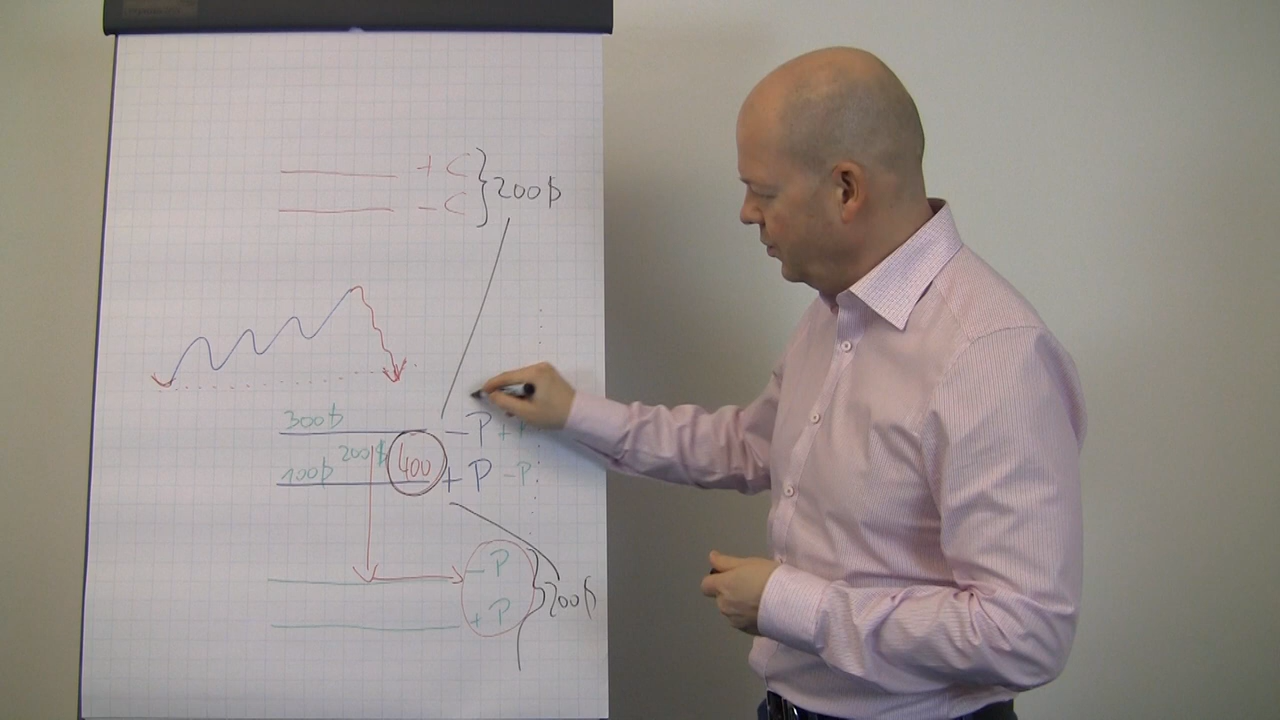 + C
- C
200$
300$
- P +
200$
400
100$
+ P - P
- P
+ P
200$